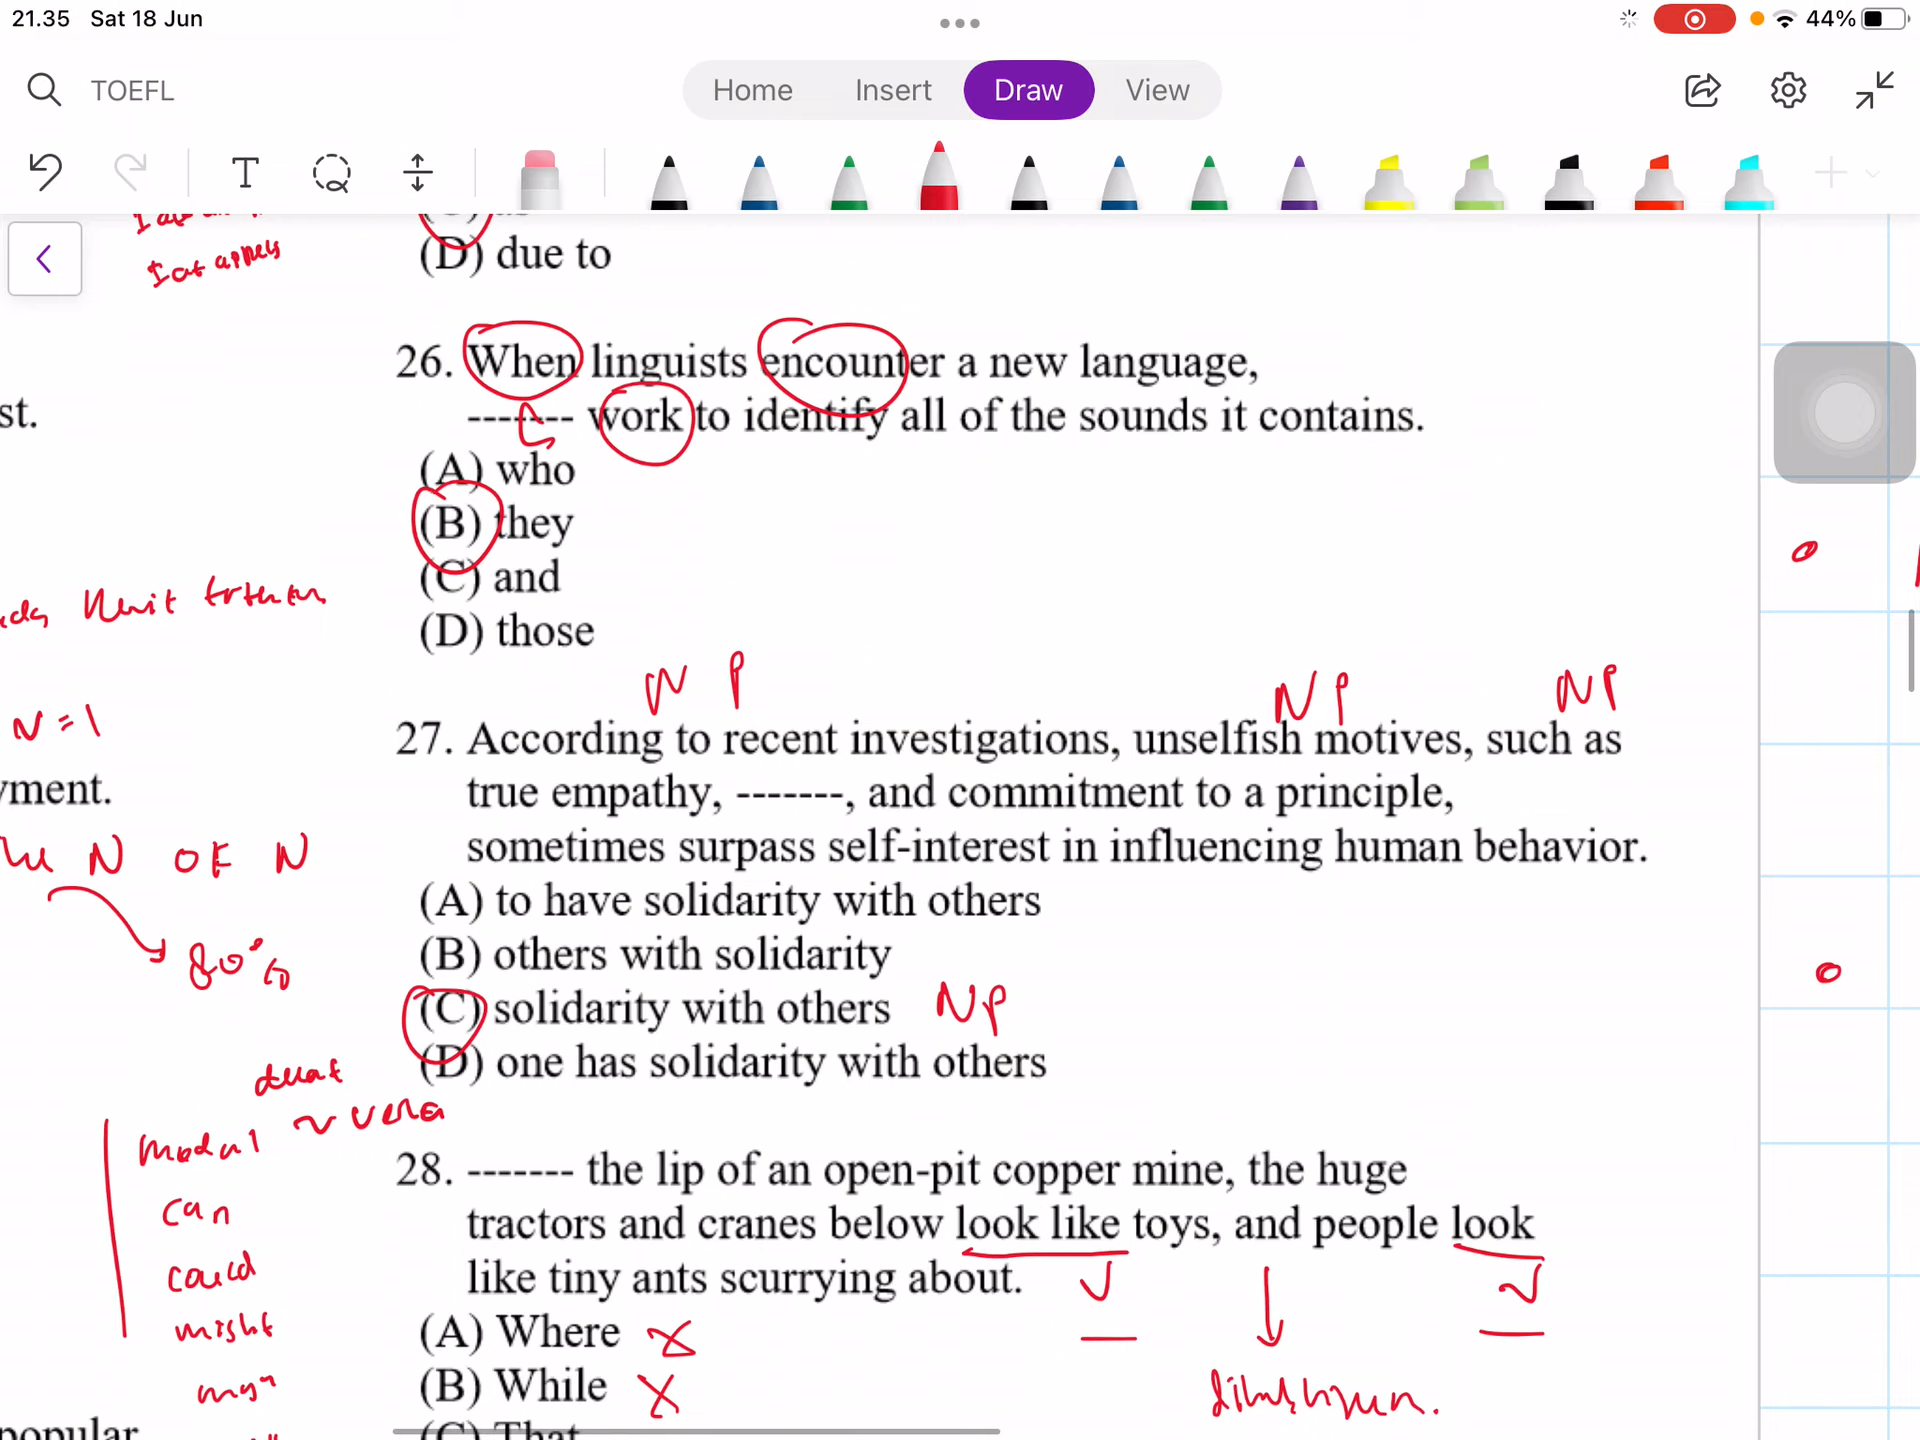 21.35 Sat 18 Jun
44%
TOEFL
Home Insert Draw View
(D) due to
26. When linguists encounter a new language,
------- work to identify all of the sounds it contains.
(A) who
(B) they
(C) and
(D) those
st.
N = 1
yment.
N OF N
80%
N P
N P
N P
27. According to recent investigations, unselfish motives, such as
true empathy, -------, and commitment to a principle,
sometimes surpass self-interest in influencing human behavior.
(A) to have solidarity with others
(B) others with solidarity
(C) solidarity with others NP
(D) one has solidarity with others
modal
can
could
might
28. ------- the lip of an open-pit copper mine, the huge
tractors and cranes below look like toys, and people look
like tiny ants scurrying about.
(A) Where x
(B) While x
(C) That
V
V
popular